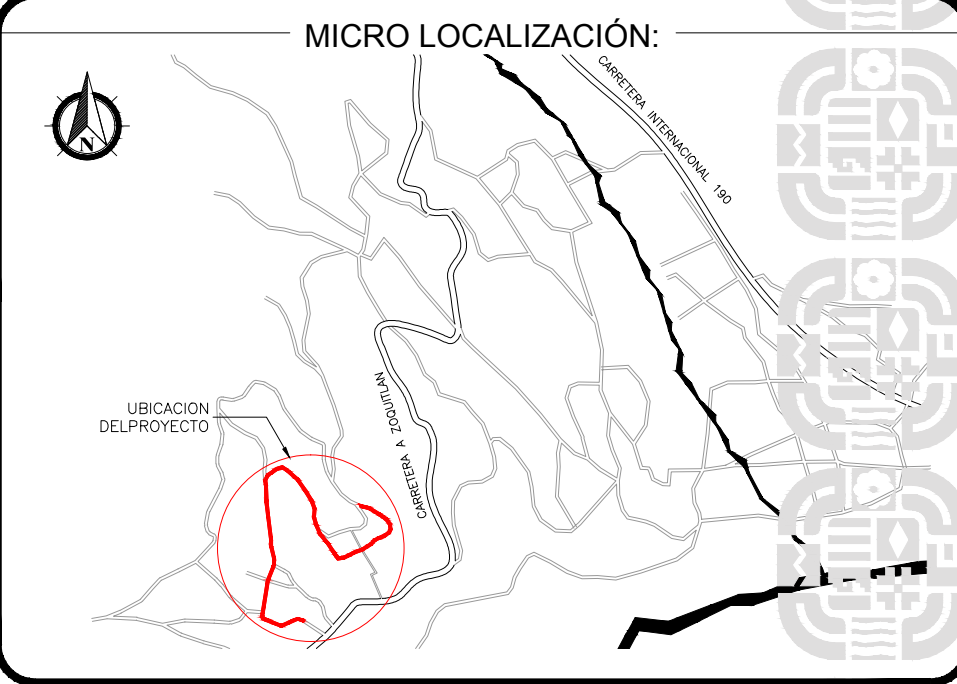 MICRO LOCALIZACIÓN:
N
CARRETERA INTERNACIONAL 190
CARRETERA A ZOQUITLAN
UBICACION
DELPROYECTO